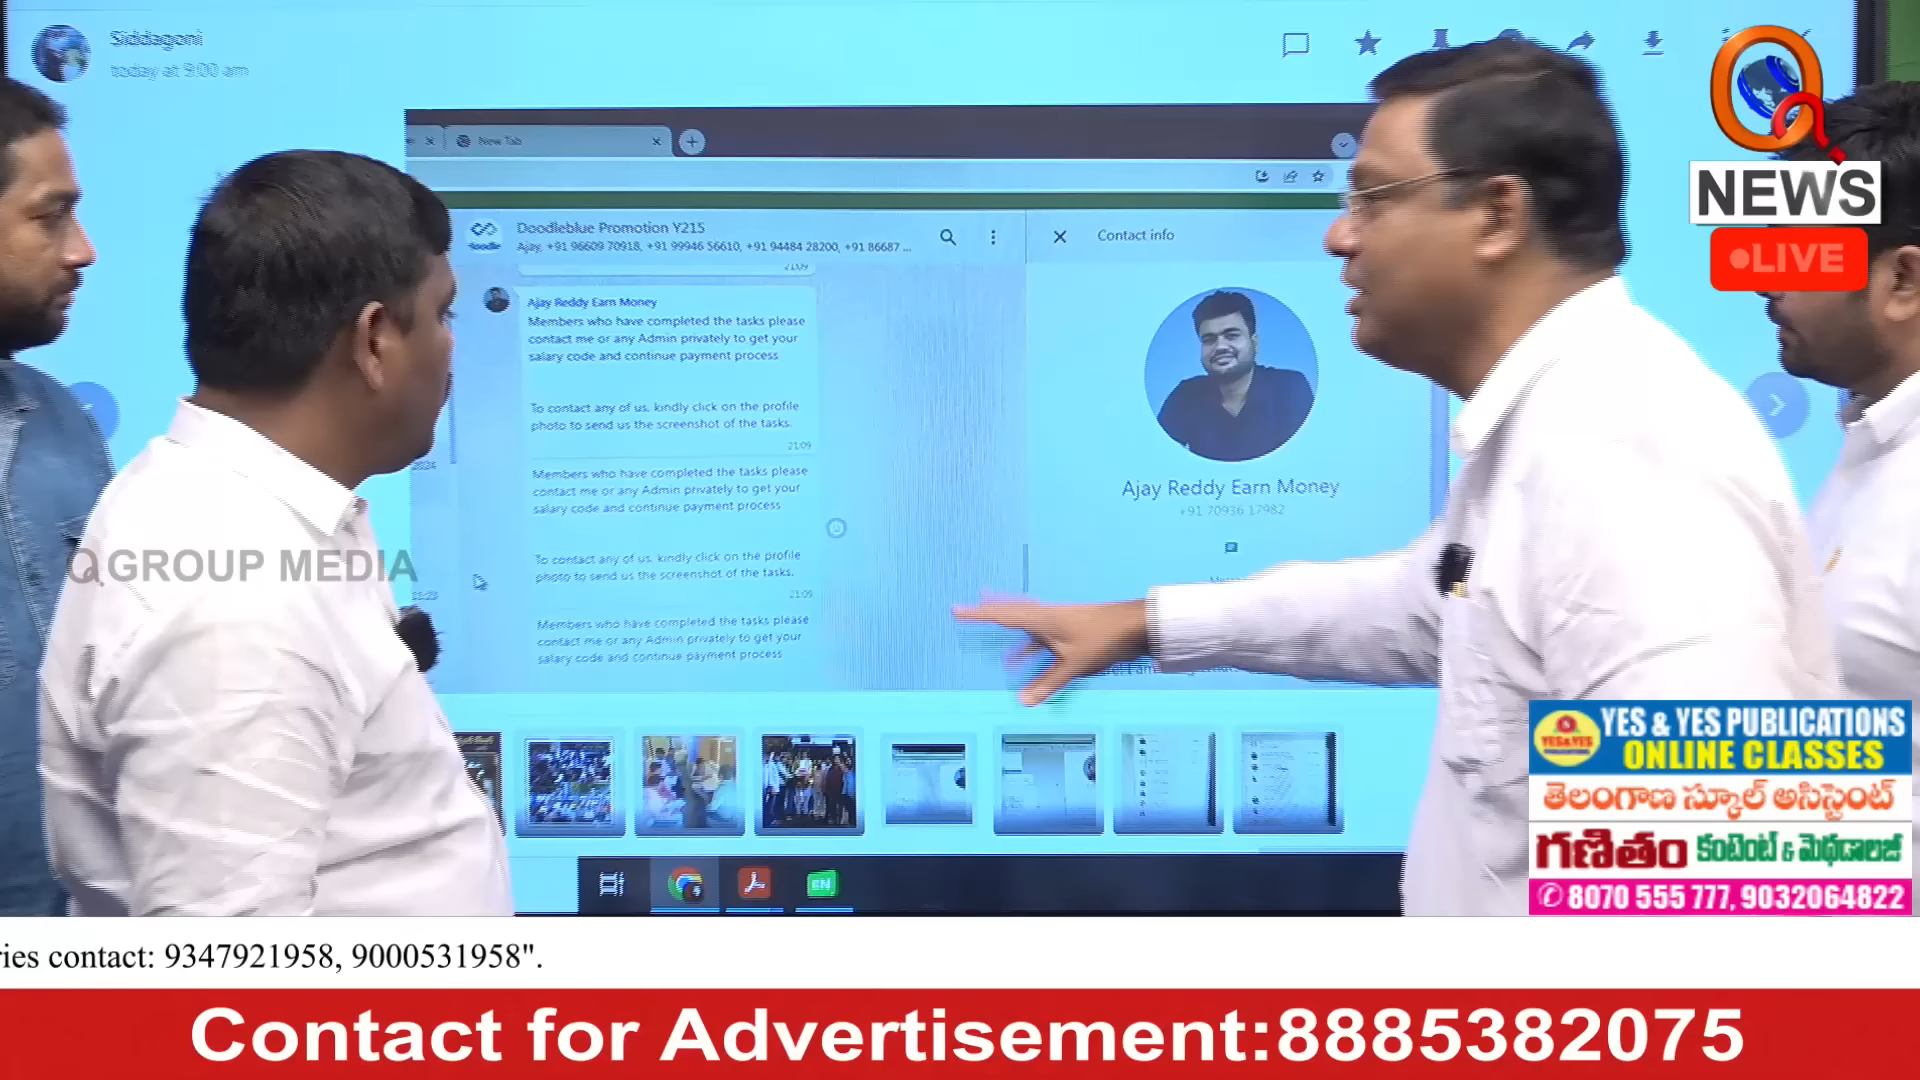 Siddagoni
today at 9:00 am
New Tab
Doodleblue Promotion Y215
Ajay, +91 96609 70918, +91 99946 56610, +91 94484 28200, +91 86687 ...
Contact info
21:09
Ajay Reddy Earn Money
Members who have completed the tasks please
contact me or any Admin privately to get your
salary code and continue payment process
To contact any of us, kindly click on the profile
photo to send us the screenshot of the tasks.
21:09
Members who have completed the tasks please
contact me or any Admin privately to get your
salary code and continue payment process
To contact any of us, kindly click on the profile
photo to send us the screenshot of the tasks.
21:09
Members who have completed the tasks please
contact me or any Admin privately to get your
salary code and continue payment process
Ajay Reddy Earn Money
+91 70936 17982
2024
Q GROUP MEDIA
Q
NEWS
LIVE
YES & YES PUBLICATIONS
ONLINE CLASSES
తెలంగాణ స్కూల్ అసిస్టెంట్
గణితం కంటెంట్ & మెథడాలజీ
8070 555 777, 9032064822
ries contact: 9347921958, 9000531958".
Contact for Advertisement:8885382075